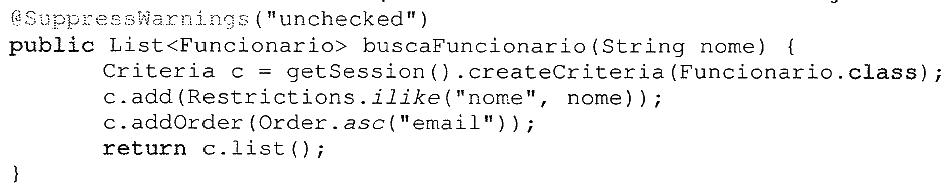 @SuppressWarnings("unchecked")
public List<Funcionario> buscaFuncionario(String nome) {
Criteria c = getSession().createCriteria(Funcionario.class);
c.add(Restrictions.ilike("nome", nome));
c.addOrder(Order.asc("email"));
return c.list();
}